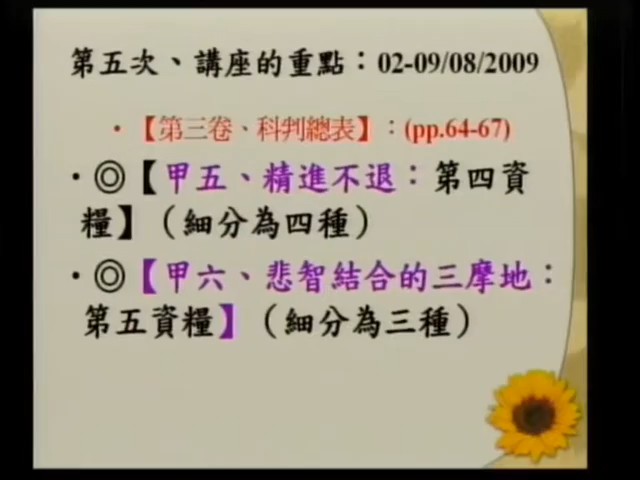 第五次、講座的重點：02-09/08/2009
•【第三卷、科判總表】：(pp.64-67)
•◎【甲五、精進不退：第四資
糧】（細分為四種）
•◎【甲六、悲智結合的三摩地：
第五資糧】（細分為三種）